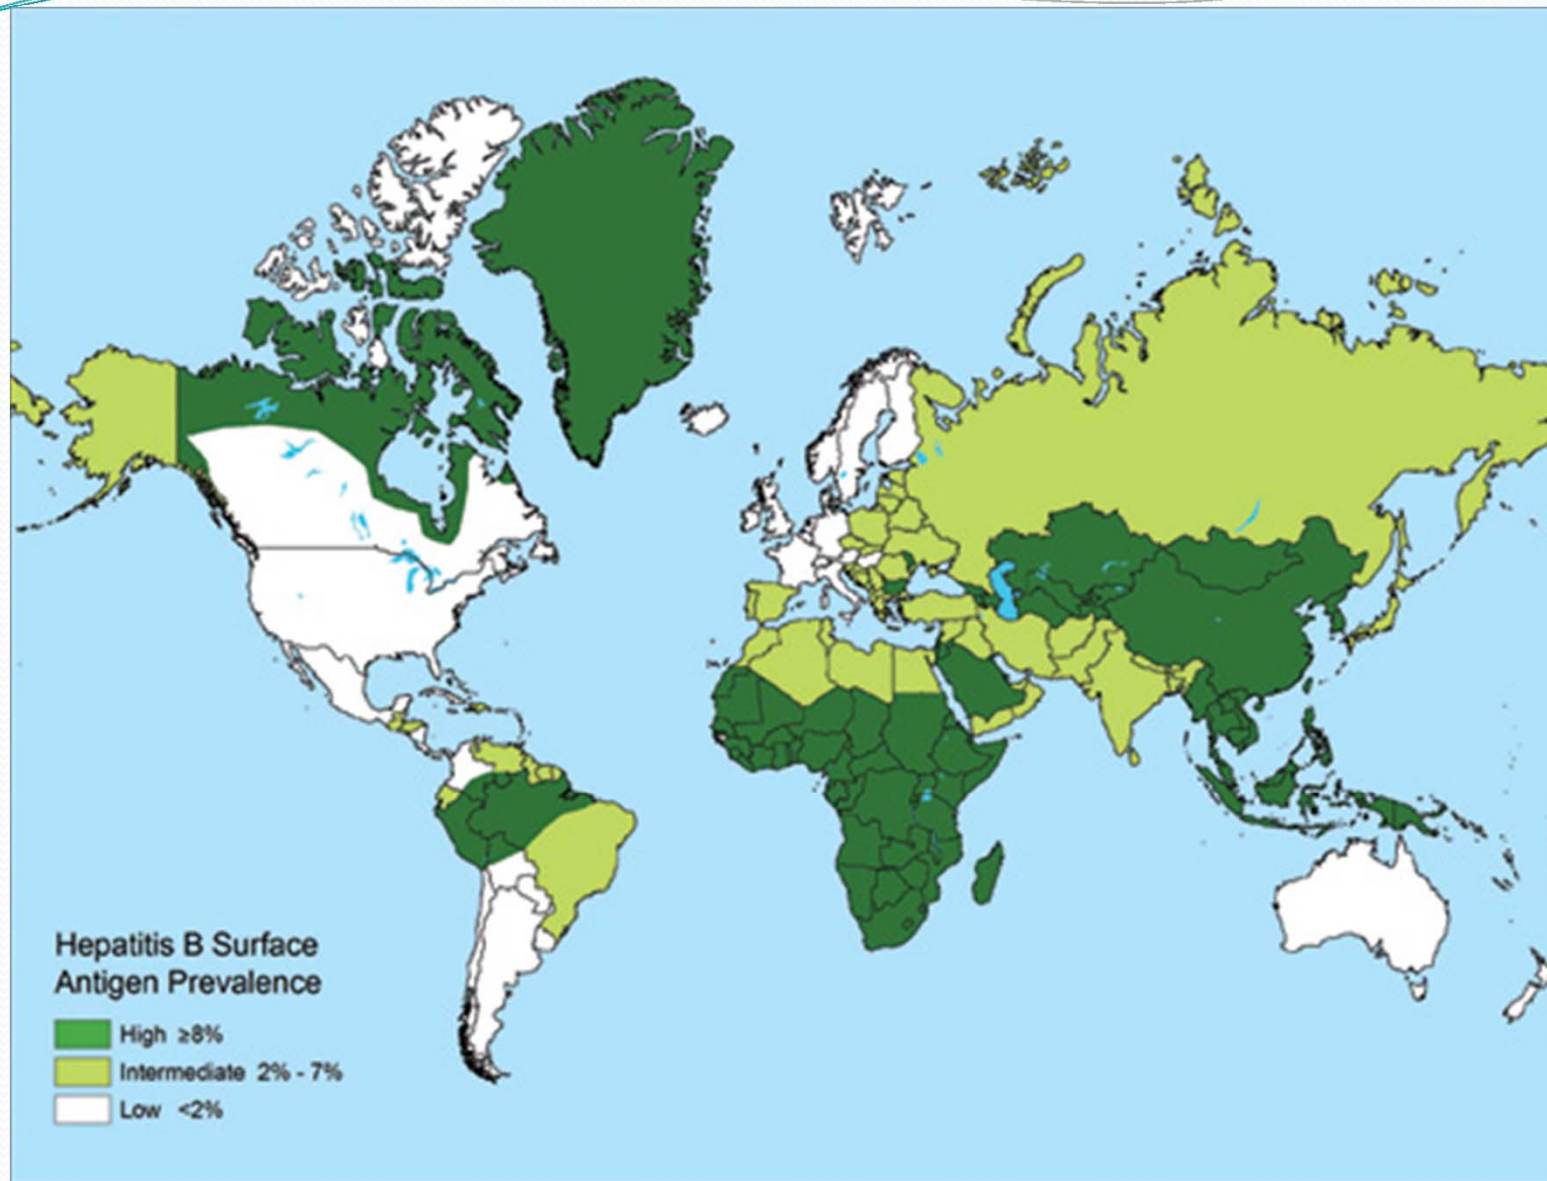 Hepatitis B Surface
Antigen Prevalence
High ≥8%
Intermediate 2% - 7%
Low <2%